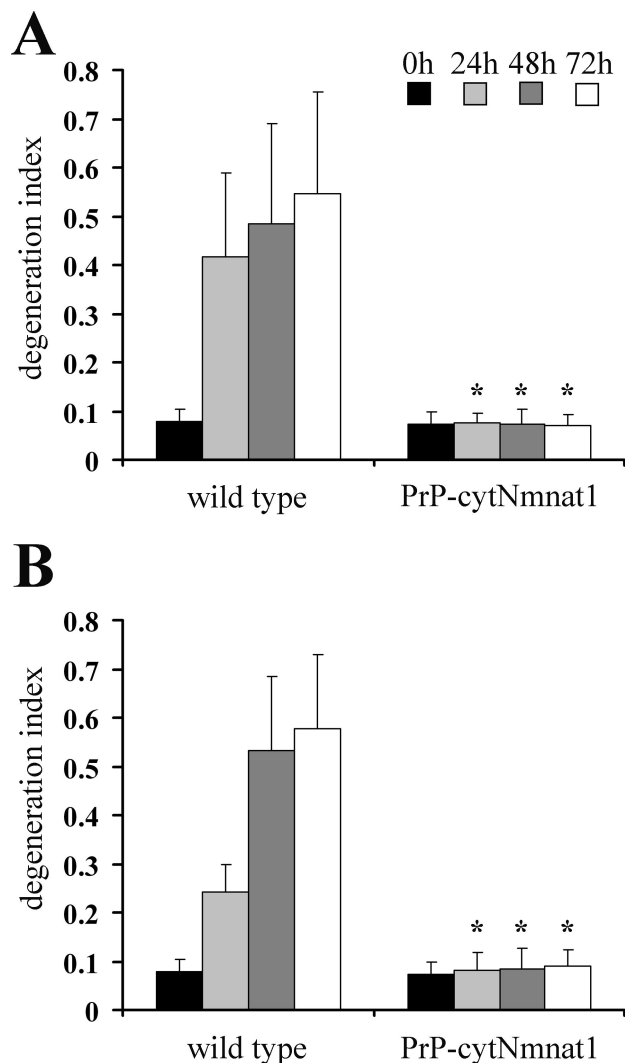 A
0h 24h 48h 72h
0.8
0.7
0.6
0.5
0.4
0.3
0.2
0.1
0
degeneration index
* * *
wild type PrP-cytNmnat1
B
0.8
0.7
0.6
0.5
0.4
0.3
0.2
0.1
0
degeneration index
* * *
wild type PrP-cytNmnat1